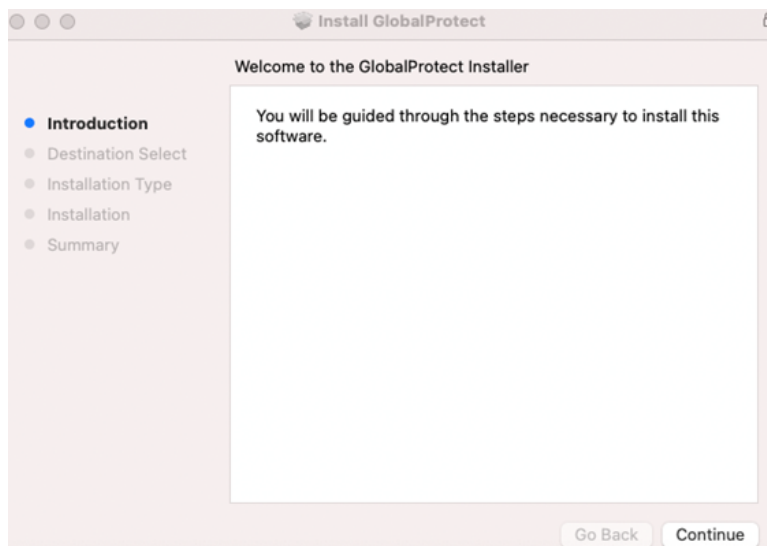 Install GlobalProtect
Welcome to the GlobalProtect Installer
Introduction
Destination Select
Installation Type
Installation
Summary
You will be guided through the steps necessary to install this
software.
Go Back
Continue